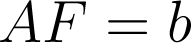 AF = b